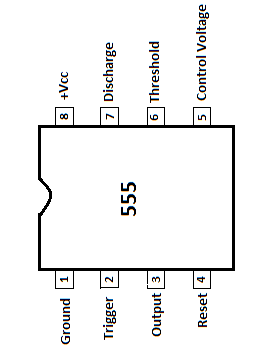 8 +Vcc
7 Discharge
6 Threshold
5 Control Voltage
555
1 Ground
2 Trigger
3 Output
4 Reset